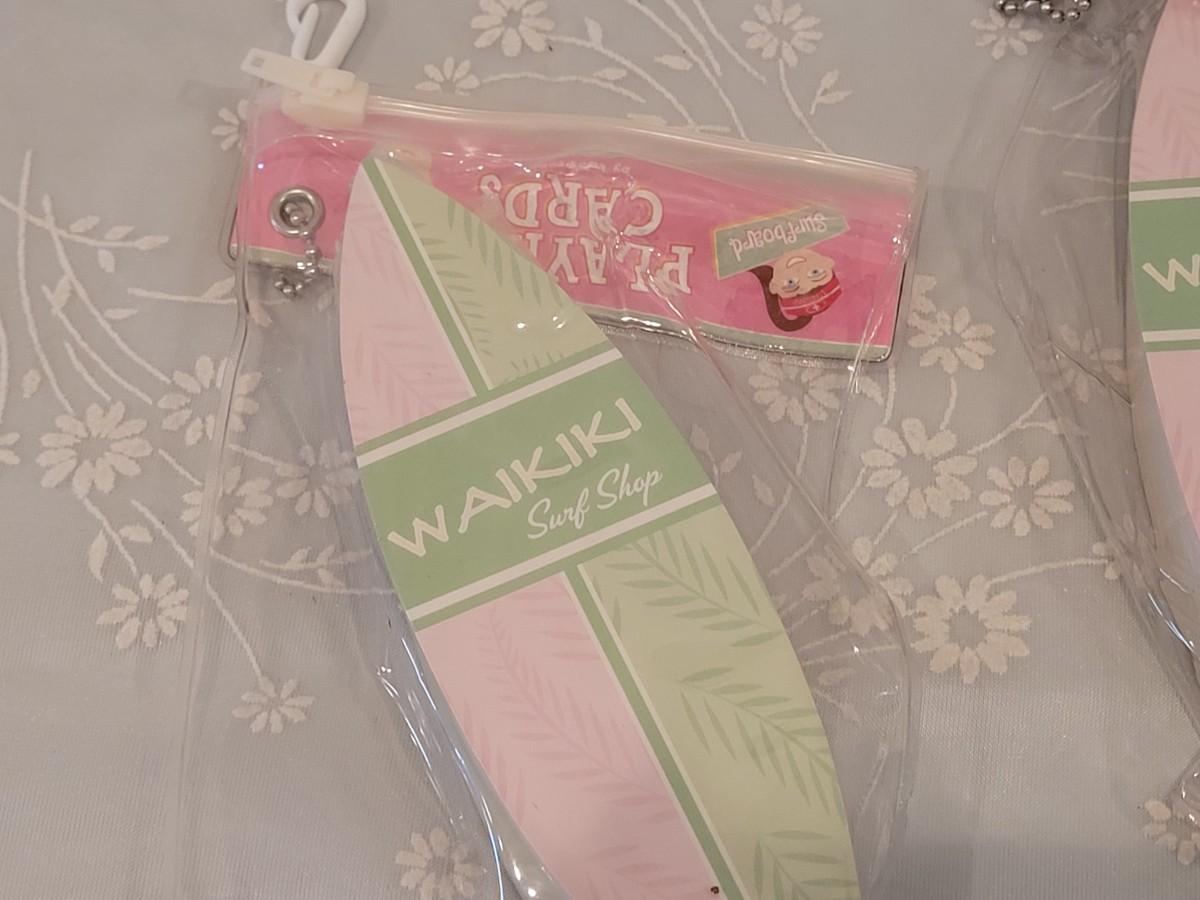 PLAYING
CARDS
surfboard
WAIKIKI
Surf Shop
W